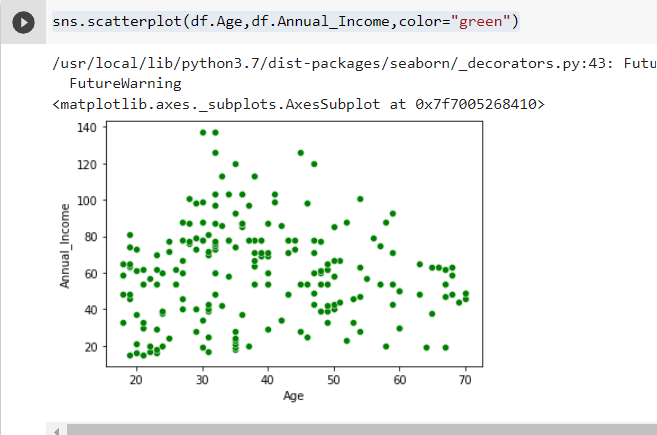 sns.scatterplot(df.Age,df.Annual_Income,color="green")
/usr/local/lib/python3.7/dist-packages/seaborn/_decorators.py:43: Futu
FutureWarning
<matplotlib.axes._subplots.AxesSubplot at 0x7f7005268410>
140
120
100
80
60
40
20
Annual_Income
20 30 40 50 60 70
Age